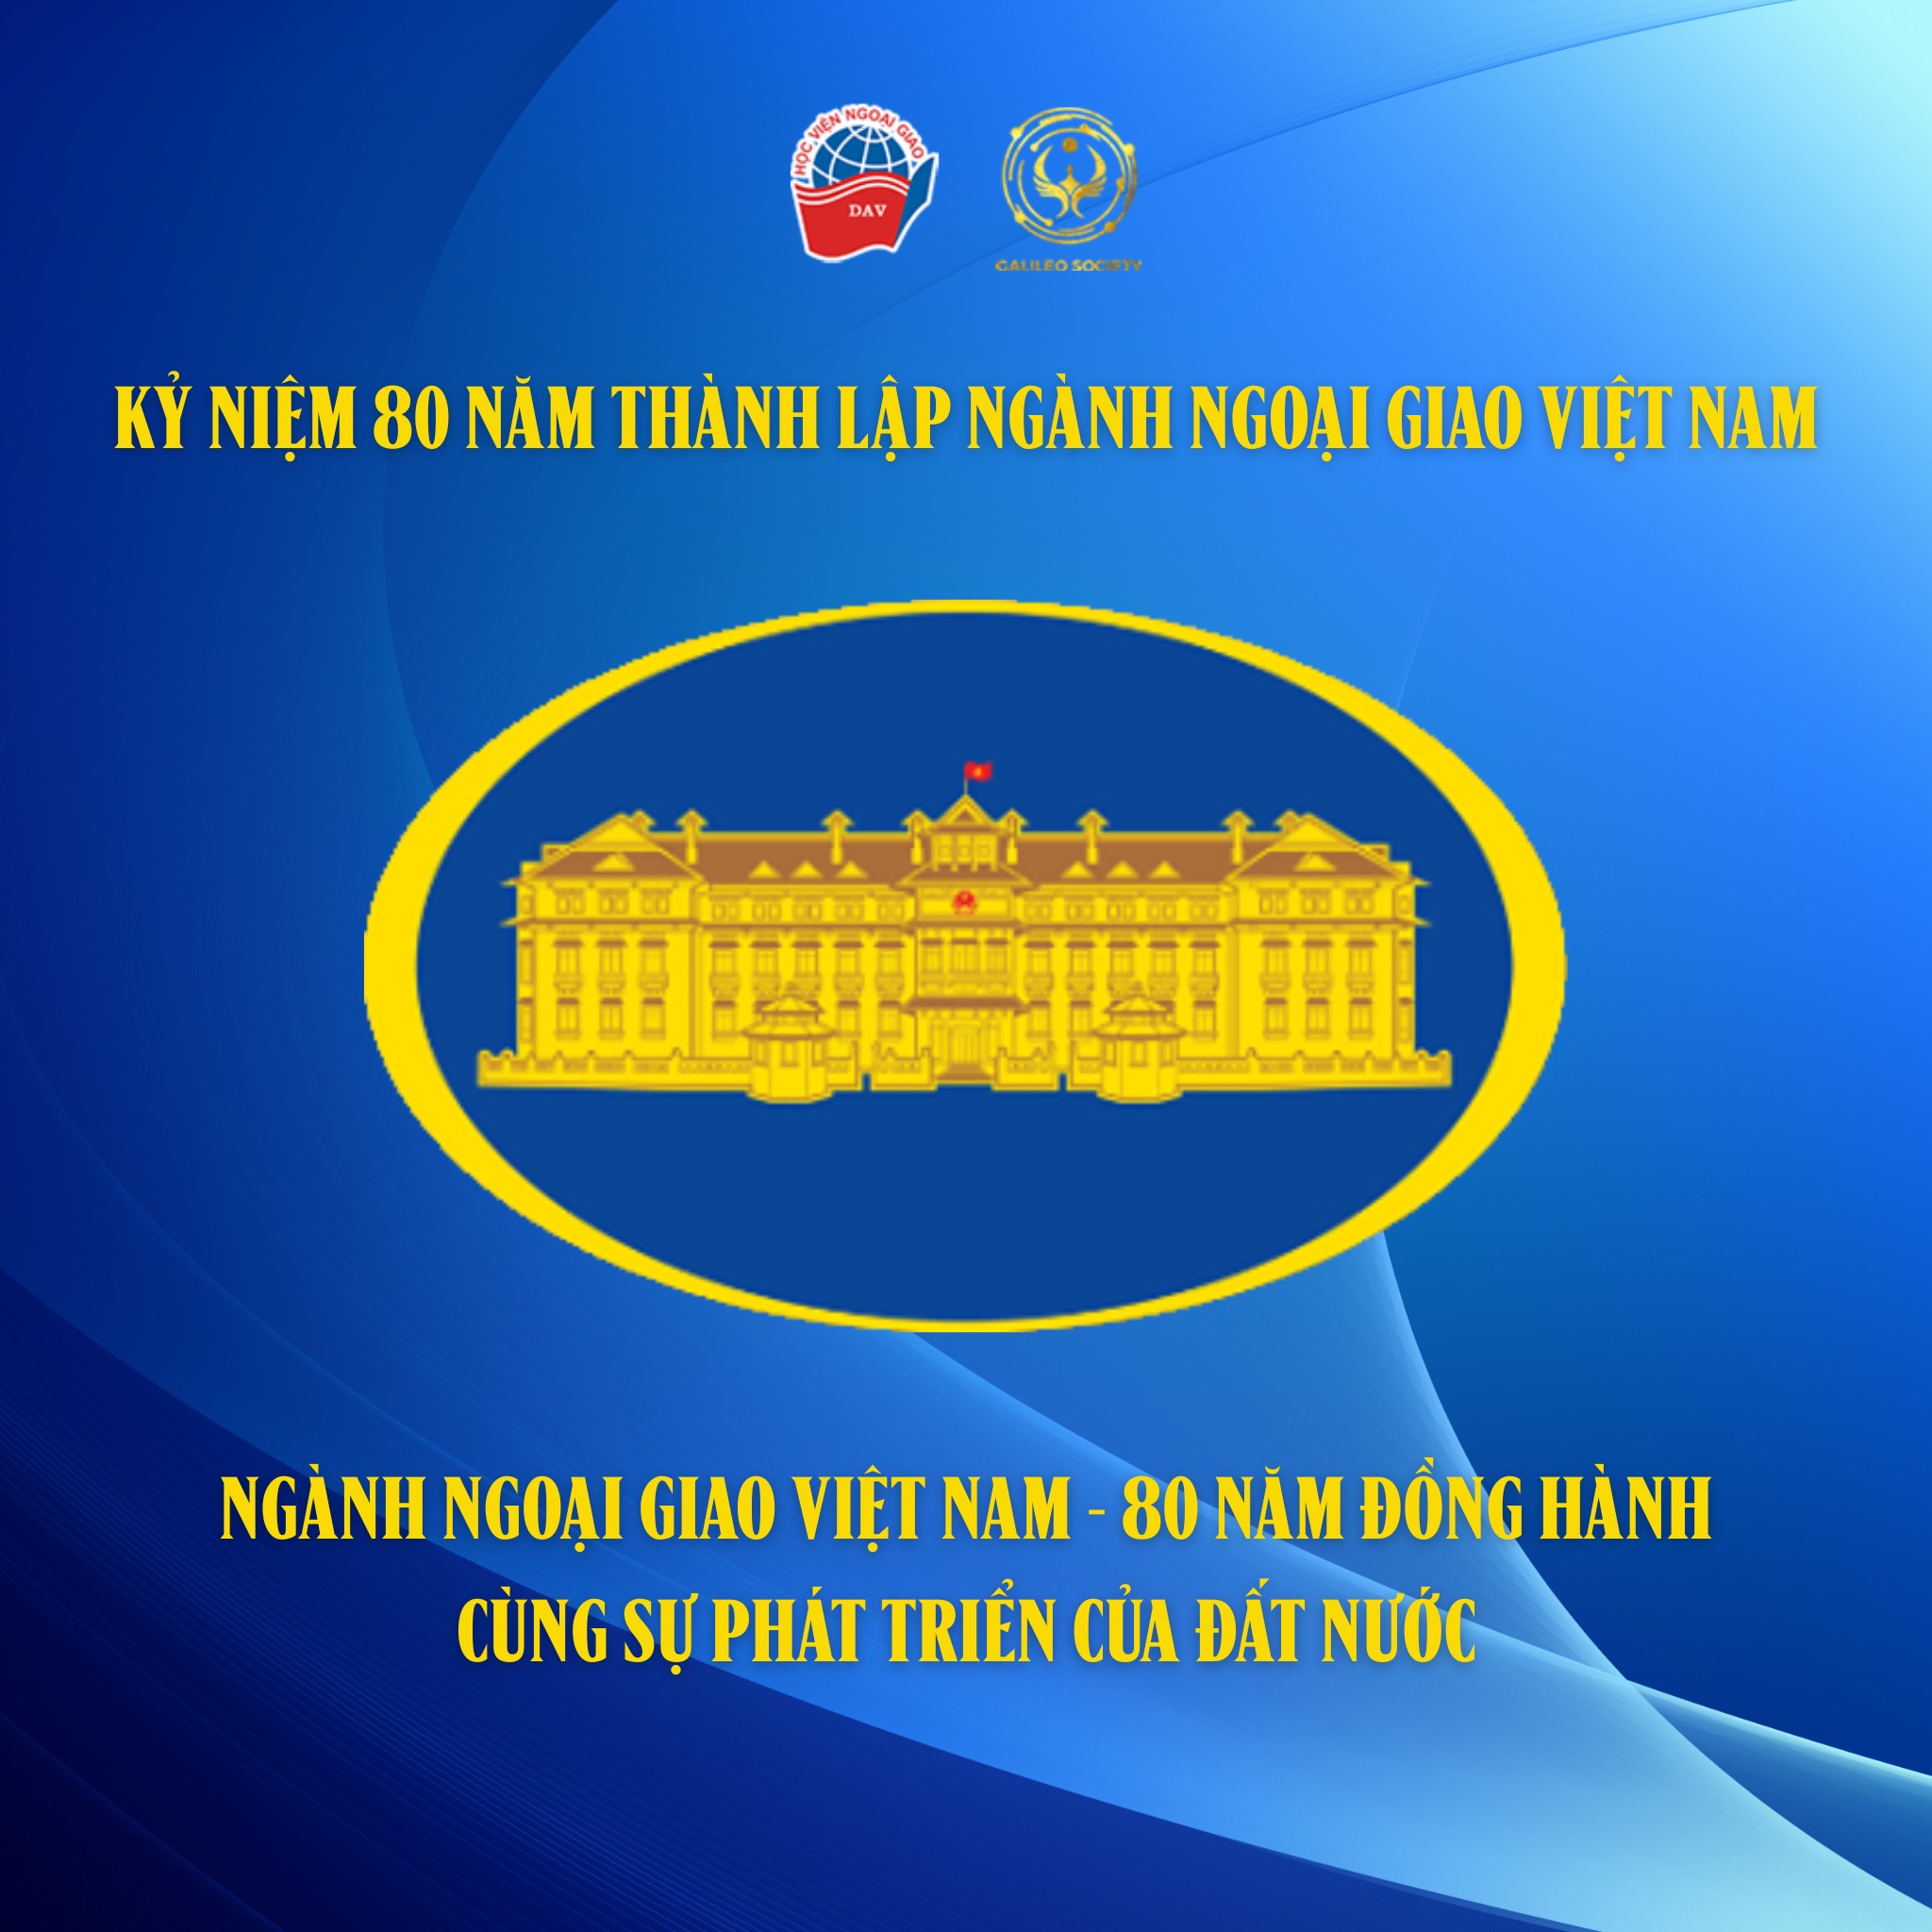 HỌC VIỆN NGOẠI GIAO
DAV
GALILEO SOCIETY
KỶ NIỆM 80 NĂM THÀNH LẬP NGÀNH NGOẠI GIAO VIỆT NAM
NGÀNH NGOẠI GIAO VIỆT NAM - 80 NĂM ĐỒNG HÀNH
CÙNG SỰ PHÁT TRIỂN CỦA ĐẤT NƯỚC